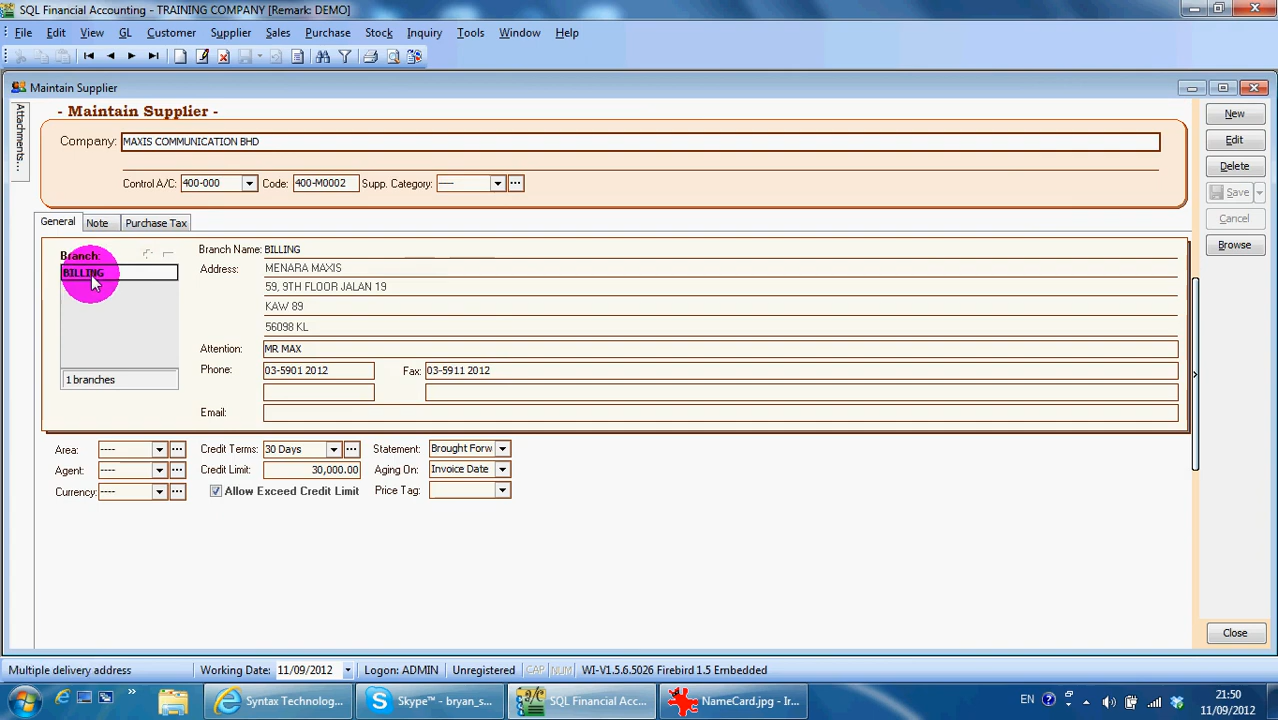 SQL Financial Accounting - TRAINING COMPANY [Remark: DEMO]
File Edit View GL Customer Supplier Sales Purchase Stock Inquiry Tools Window Help
Maintain Supplier
Attachments...
- Maintain Supplier -
Company: MAXIS COMMUNICATION BHD
Control A/C: 400-000 Code: 400-M0002 Supp. Category: ----
New
Edit
Delete
Save
Cancel
Browse
General Note Purchase Tax
Branch:
BILLING
1 branches
Branch Name: BILLING
Address: MENARA MAXIS
59, 9TH FLOOR JALAN 19
KAW 89
56098 KL
Attention: MR MAX
Phone: 03-5901 2012 Fax: 03-5911 2012
Email:
Area: ---- Credit Terms: 30 Days Statement: Brought Forw
Agent: ---- Credit Limit: 30,000.00 Aging On: Invoice Date
Currency: ---- Allow Exceed Credit Limit Price Tag:
Close
Multiple delivery address Working Date: 11/09/2012 Logon: ADMIN Unregistered CAP NUM WI-V1.5.6.5026 Firebird 1.5 Embedded
Syntax Technolog... Skype™ - bryan_s... SQL Financial Acc... NameCard.jpg - Ir... EN 21:50
11/09/2012